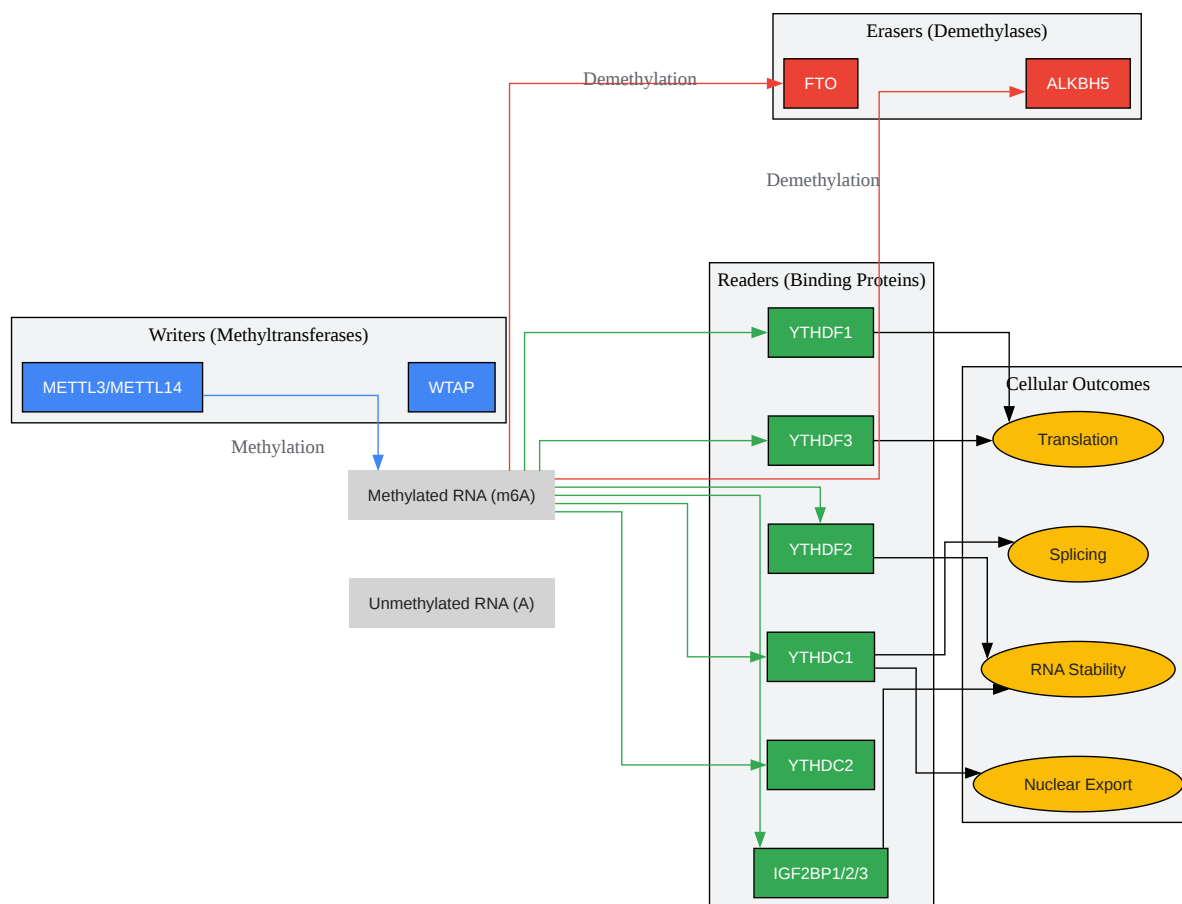 Erasers (Demethylases)
FTO
ALKBH5
Demethylation
Demethylation
Readers (Binding Proteins)
Writers (Methyltransferases)
METTL3/METTL14
WTAP
Methylation
Methylated RNA (m6A)
Unmethylated RNA (A)
YTHDF1
YTHDF3
YTHDF2
YTHDC1
YTHDC2
IGF2BP1/2/3
Cellular Outcomes
Translation
Splicing
RNA Stability
Nuclear Export